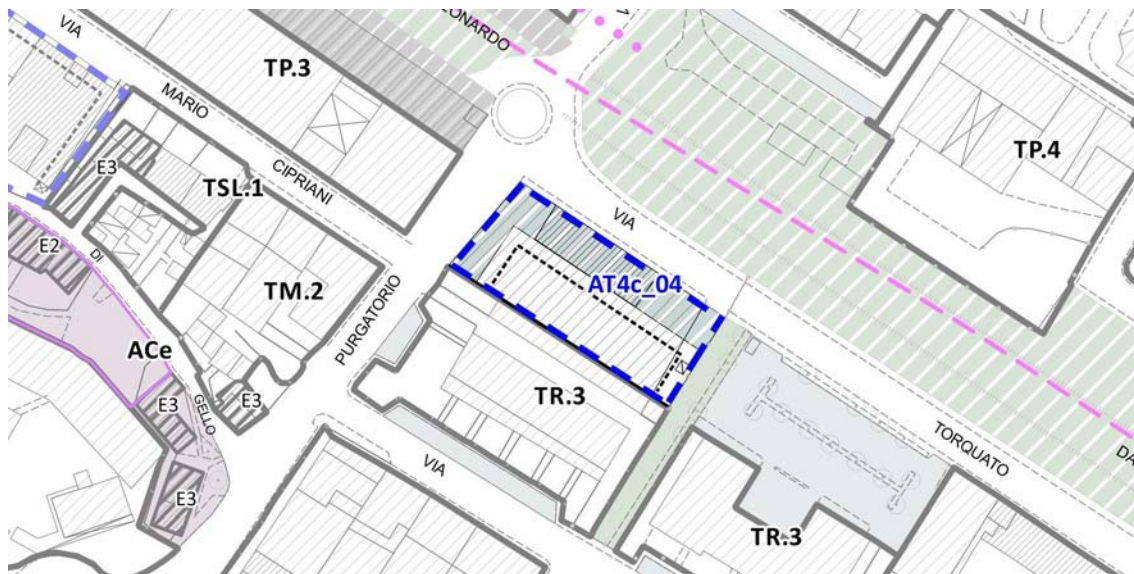 VIA
EONARDO
V
TP.3
MARIO
TP.4
E3
CIPRIANI
TSL.1
VIA
E2
DI
AT4c_04
TM.2
PURGATORIO
ACe
TR.3
E3
E3
GELLO
TORQUATO
DA
VIA
E3
TR.3